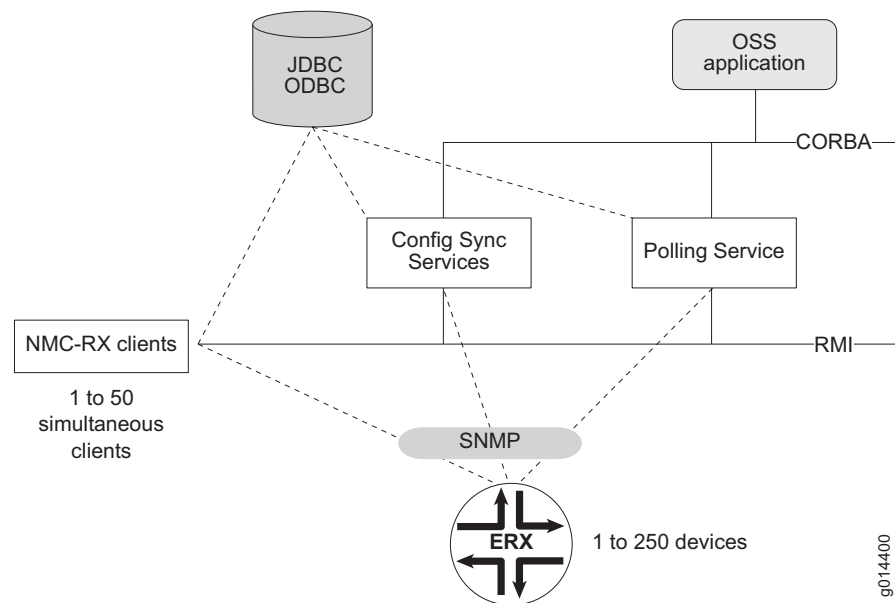 JDBC
ODBC
OSS
application
CORBA
Config Sync
Services
Polling Service
NMC-RX clients
RMI
1 to 50
simultaneous
clients
SNMP
ERX
1 to 250 devices
g014400